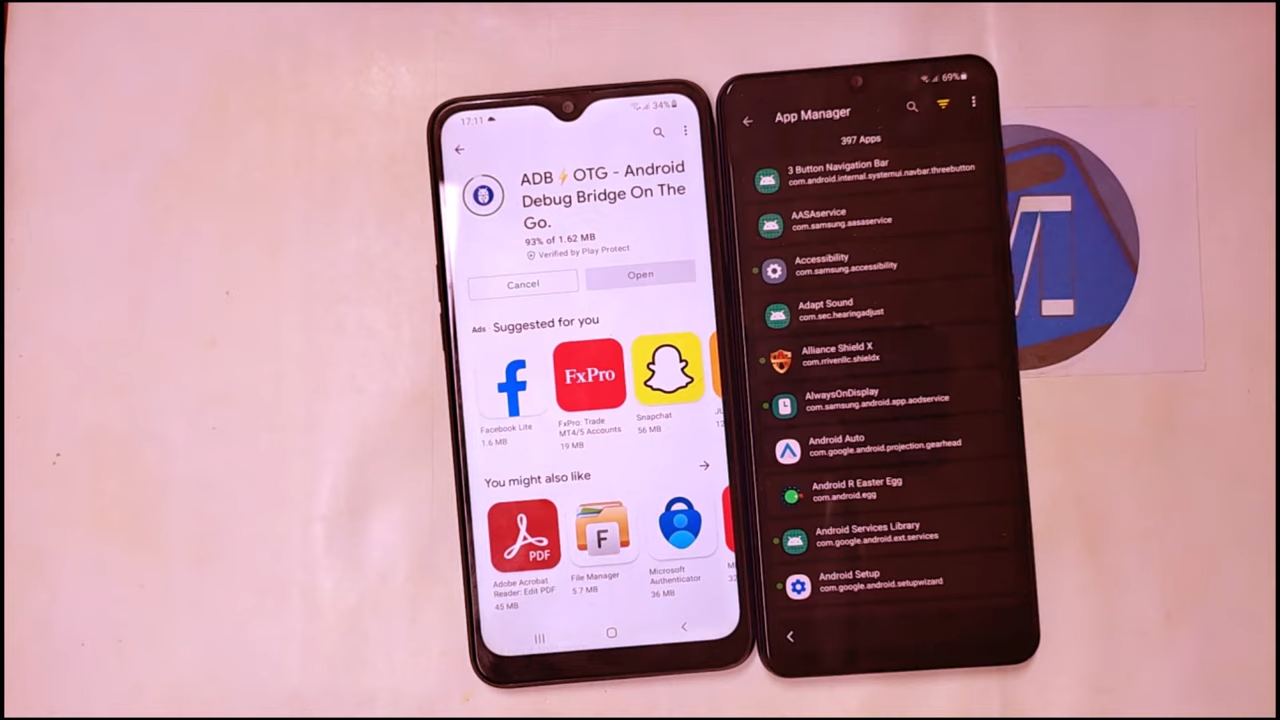 17.11
34%
ADB⚡OTG - Android
Debug Bridge On The
Go.
93% of 1.62 MB
Verified by Play Protect
Cancel
Open
Ads
Suggested for you
FxPro
Facebook Lite
1.6 MB
FxPro: Trade
MT4/5 Accounts
19 MB
Snapchat
56 MB
You might also like
PDF
F
Adobe Acrobat
Reader: Edit PDF
45 MB
File Manager
5.7 MB
Microsoft
Authenticator
36 MB
69%
App Manager
397 Apps
3 Button Navigation Bar
com.android.internal.systemui.navbar.threebutton
AASAservice
com.samsung.aasaservice
Accessibility
com.samsung.accessibility
Adapt Sound
com.sec.hearingadjust
Alliance Shield X
com.rrivenllc.shieldx
AlwaysOnDisplay
com.samsung.android.app.aodservice
Android Auto
com.google.android.projection.gearhead
Android R Easter Egg
com.android.egg
Android Services Library
com.google.android.ext.services
Android Setup
com.google.android.setupwizard